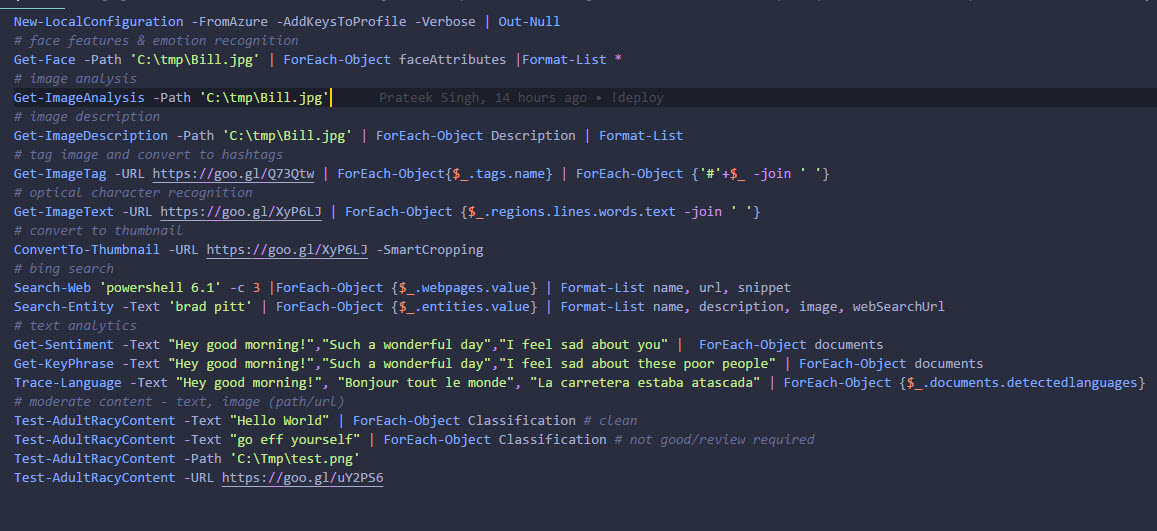 New-LocalConfiguration -FromAzure -AddKeysToProfile -Verbose | Out-Null
# face features & emotion recognition
Get-Face -Path 'C:\tmp\Bill.jpg' | ForEach-Object faceAttributes |Format-List *
# image analysis
Get-ImageAnalysis -Path 'C:\tmp\Bill.jpg' Prateek Singh, 14 hours ago • !deploy
# image description
Get-ImageDescription -Path 'C:\tmp\Bill.jpg' | ForEach-Object Description | Format-List
# tag image and convert to hashtags
Get-ImageTag -URL https://goo.gl/Q73Qtw | ForEach-Object{$_.tags.name} | ForEach-Object {'#'+$_ -join ' '}
# optical character recognition
Get-ImageText -URL https://goo.gl/XyP6LJ | ForEach-Object {$_.regions.lines.words.text -join ' '}
# convert to thumbnail
ConvertTo-Thumbnail -URL https://goo.gl/XyP6LJ -SmartCropping
# bing search
Search-Web 'powershell 6.1' -c 3 |ForEach-Object {$_.webpages.value} | Format-List name, url, snippet
Search-Entity -Text 'brad pitt' | ForEach-Object {$_.entities.value} | Format-List name, description, image, webSearchUrl
# text analytics
Get-Sentiment -Text "Hey good morning!","Such a wonderful day","I feel sad about you" |  ForEach-Object documents
Get-KeyPhrase -Text "Hey good morning!","Such a wonderful day","I feel sad about these poor people" | ForEach-Object documents
Trace-Language -Text "Hey good morning!", "Bonjour tout le monde", "La carretera estaba atascada" | ForEach-Object {$_.documents.detectedlanguages}
# moderate content - text, image (path/url)
Test-AdultRacyContent -Text "Hello World" | ForEach-Object Classification # clean
Test-AdultRacyContent -Text "go eff yourself" | ForEach-Object Classification # not good/review required
Test-AdultRacyContent -Path 'C:\Tmp\test.png'
Test-AdultRacyContent -URL https://goo.gl/uY2PS6